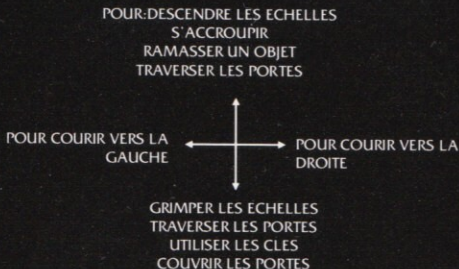 POUR:DESCENDRE LES ECHELLES
S'ACCROUPIR
RAMASSER UN OBJET
TRAVERSER LES PORTES
POUR COURIR VERS LA
GAUCHE
POUR COURIR VERS LA
DROITE
GRIMPER LES ECHELLES
TRAVERSER LES PORTES
UTILISER LES CLES
COUVRIR LES PORTES